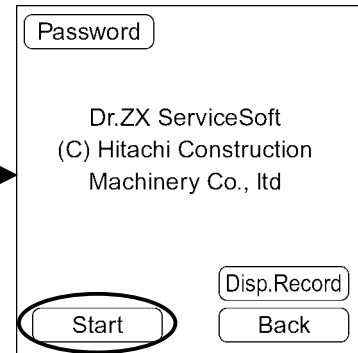 Password
Dr.ZX ServiceSoft
(C) Hitachi Construction
Machinery Co., ltd
Disp.Record
Start
Back